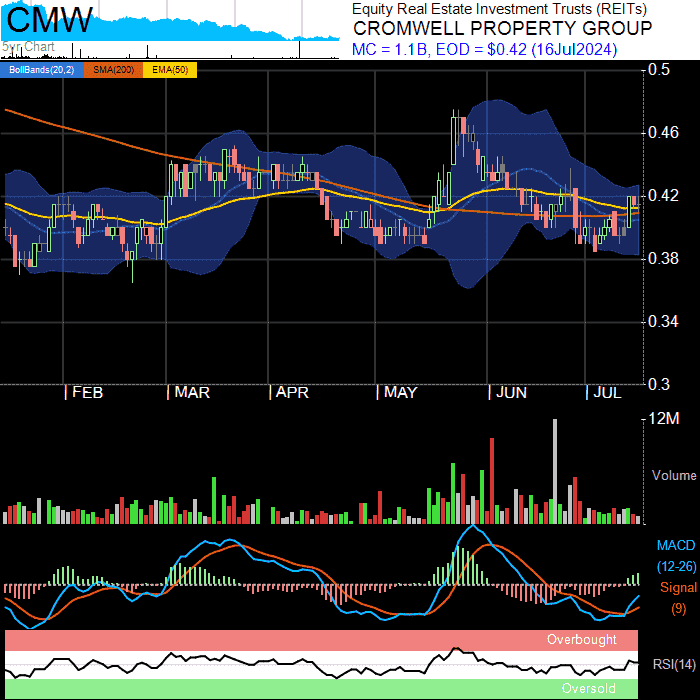 CMW
5yr Chart
Equity Real Estate Investment Trusts (REITs)
CROMWELL PROPERTY GROUP
MC = 1.1B, EOD = $0.42 (16Jul2024)
BollBands(20,2) SMA(200) EMA(50)
0.5
0.46
0.42
0.38
0.34
0.3
FEB MAR APR MAY JUN JUL
12M
Volume
MACD
(12-26)
Signal
(9)
Overbought
RSI(14)
Oversold